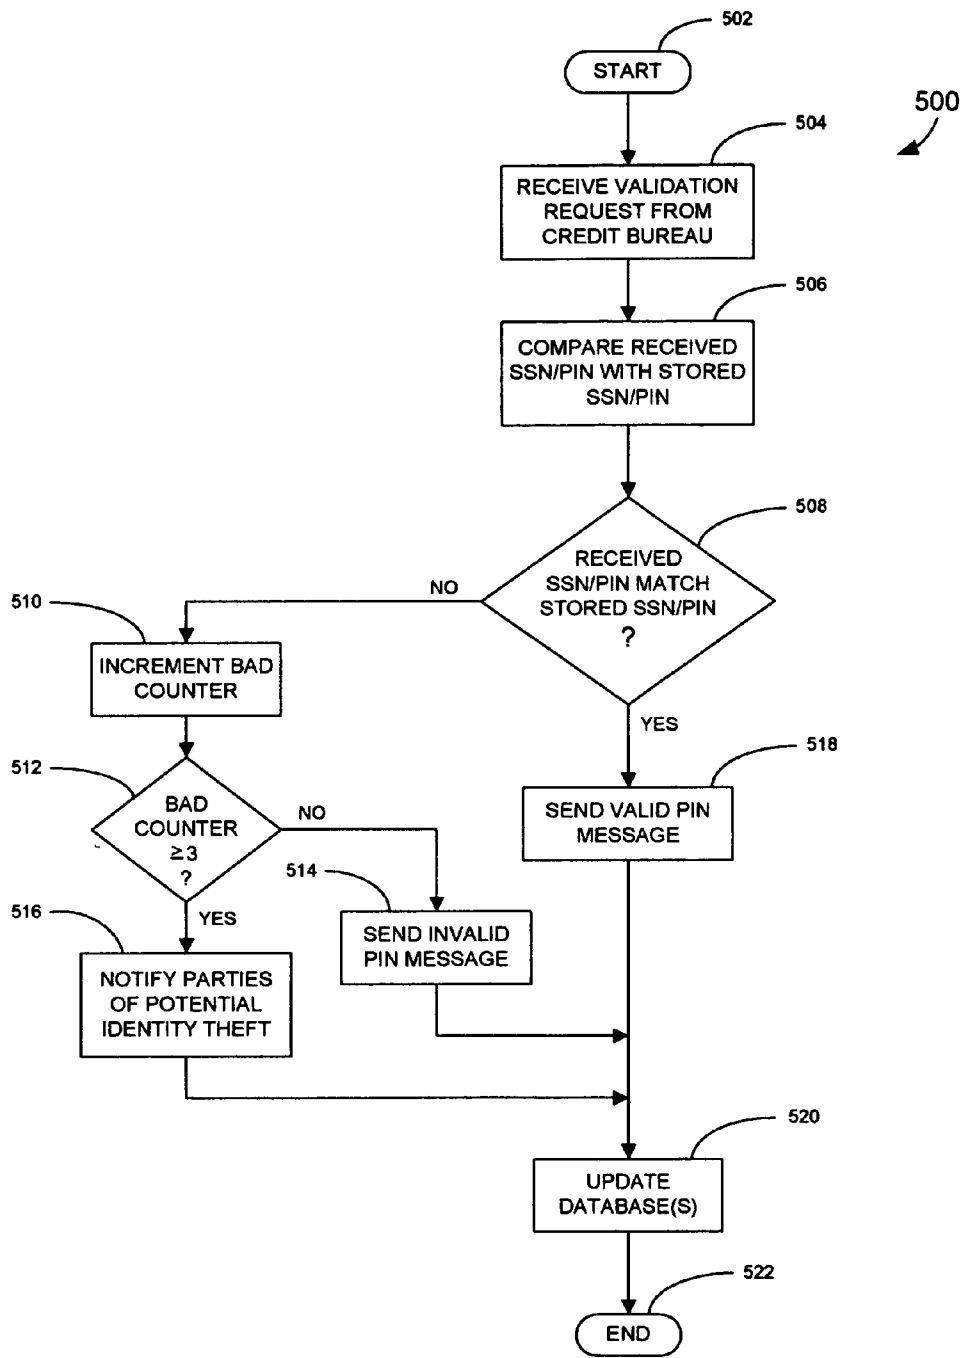 502
START
500
504
RECEIVE VALIDATION
REQUEST FROM
CREDIT BUREAU
506
COMPARE RECEIVED
SSN/PIN WITH STORED
SSN/PIN
508
RECEIVED
SSN/PIN MATCH
STORED SSN/PIN
?
NO
510
INCREMENT BAD
COUNTER
YES
518
SEND VALID PIN
MESSAGE
512
BAD
COUNTER
≥3
?
NO
514
SEND INVALID
PIN MESSAGE
YES
516
NOTIFY PARTIES
OF POTENTIAL
IDENTITY THEFT
520
UPDATE
DATABASE(S)
522
END